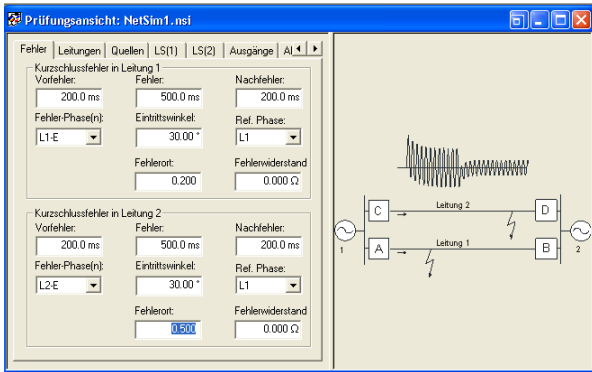 Prüfungsansicht: NetSim1.nsi
Fehler Leitungen Quellen LS(1) LS(2) Ausgänge
Kurzschlussfehler in Leitung 1
Vorfehler: Fehler: Nachfehler:
200.0 ms 500.0 ms 200.0 ms
Fehler-Phase(n): Eintrittswinkel: Ref. Phase:
L1-E 30.00 ° L1
Fehlerort: Fehlerwiderstand
0.200 0.000 Ω
Kurzschlussfehler in Leitung 2
Vorfehler: Fehler: Nachfehler:
200.0 ms 500.0 ms 200.0 ms
Fehler-Phase(n): Eintrittswinkel: Ref. Phase:
L2-E 30.00 ° L1
Fehlerort: Fehlerwiderstand
0.500 0.000 Ω
C Leitung 2 D
1 A Leitung 1 B 2